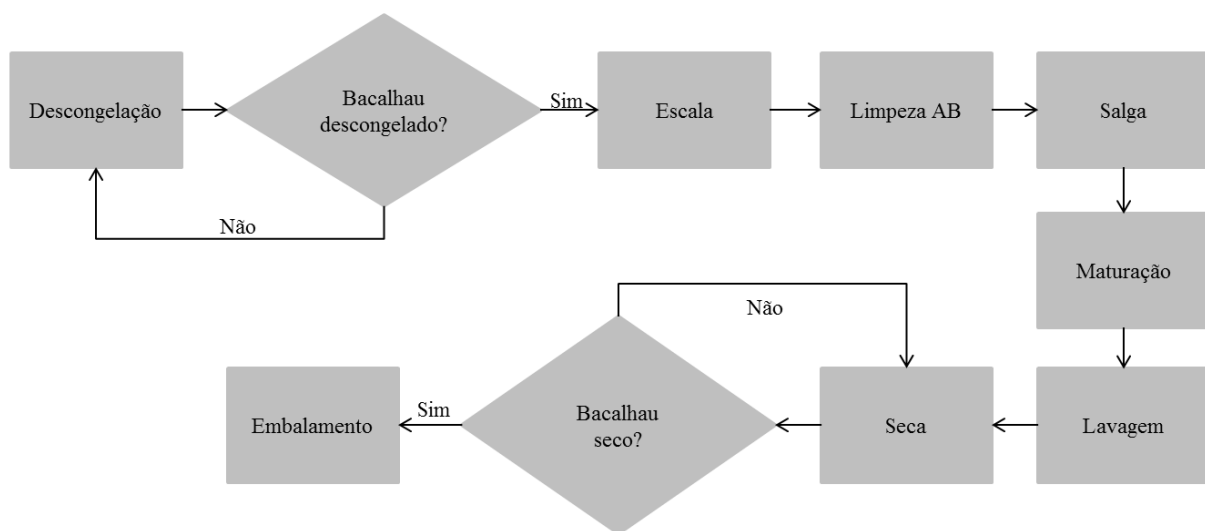 Descongelação
Bacalhau
descongelado?
Sim
Escala
Limpeza AB
Salga
Não
Maturação
Lavagem
Seca
Não
Bacalhau
seco?
Sim
Embalamento